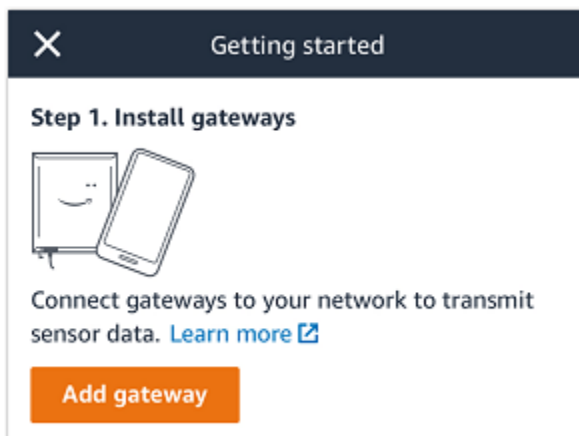 Getting started
Step 1. Install gateways
Connect gateways to your network to transmit
sensor data. Learn more
Add gateway